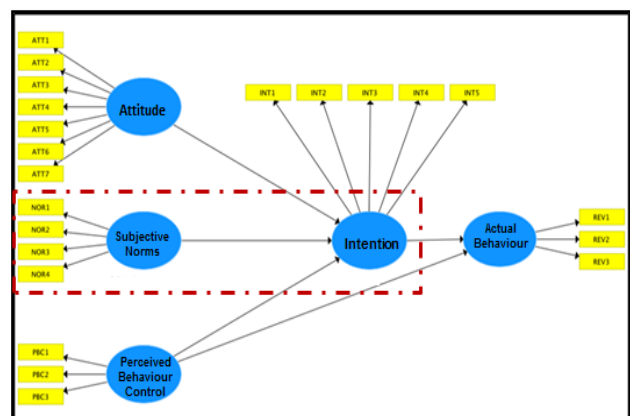 ATT1
ATT2
ATT3
ATT4
ATT5
ATT6
ATT7
Attitude
INT1
INT2
INT3
INT4
INT5
NOR1
NOR2
NOR3
NOR4
Subjective
Norms
Intention
Actual
Behaviour
REV1
REV2
REV3
PBC1
PBC2
PBC3
Perceived
Behaviour
Control